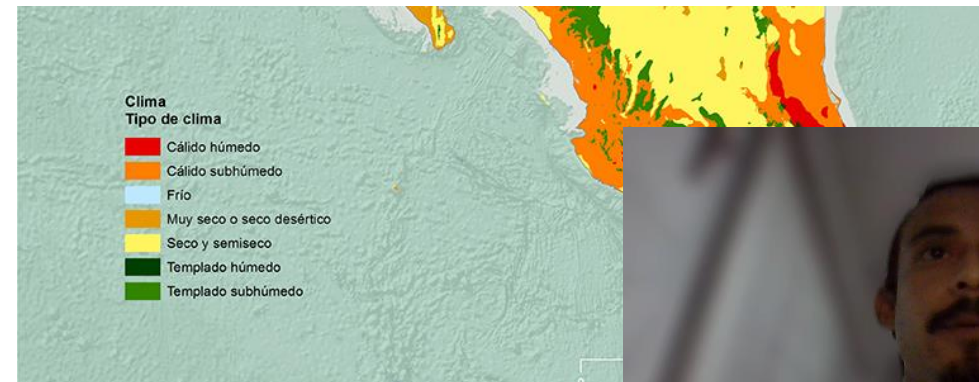 Clima
Tipo de clima
Cálido húmedo
Cálido subhúmedo
Frío
Muy seco o seco desértico
Seco y semiseco
Templado húmedo
Templado subhúmedo